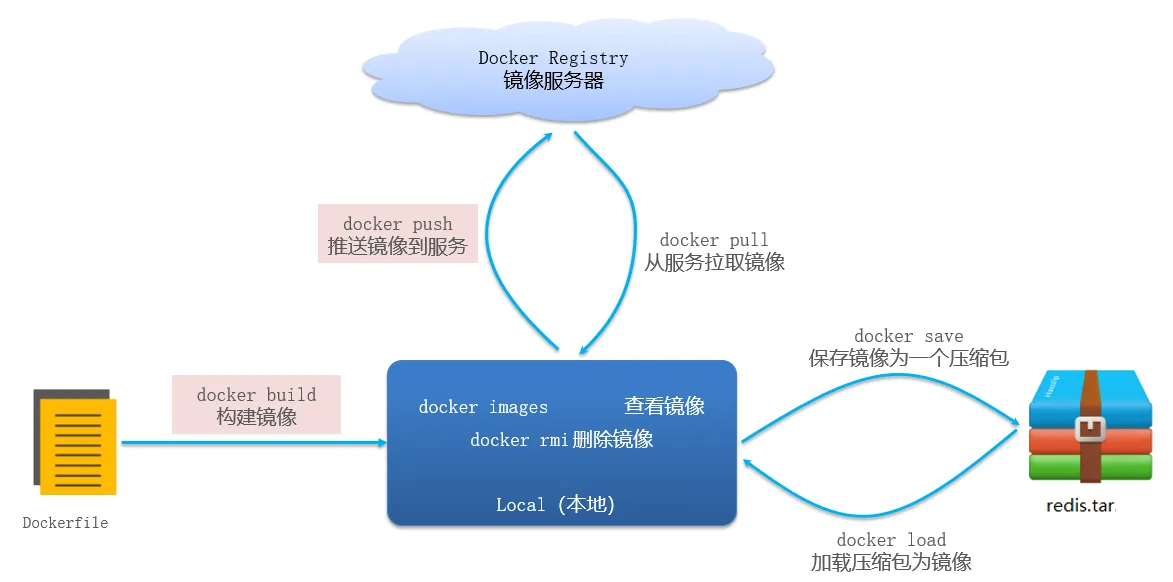 Docker Registry
镜像服务器
docker push
推送镜像到服务
docker pull
从服务拉取镜像
docker save
保存镜像为一个压缩包
docker build
构建镜像
docker images 查看镜像
docker rmi 删除镜像
Local (本地)
Haozip
redis.tar
Dockerfile
docker load
加载压缩包为镜像